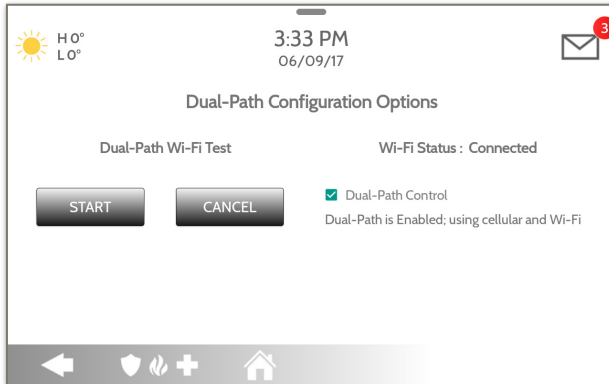 H 0°
L 0°
3:33 PM
06/09/17
3
Dual-Path Configuration Options
Dual-Path Wi-Fi Test
Wi-Fi Status : Connected
START
CANCEL
Dual-Path Control
Dual-Path is Enabled; using cellular and Wi-Fi